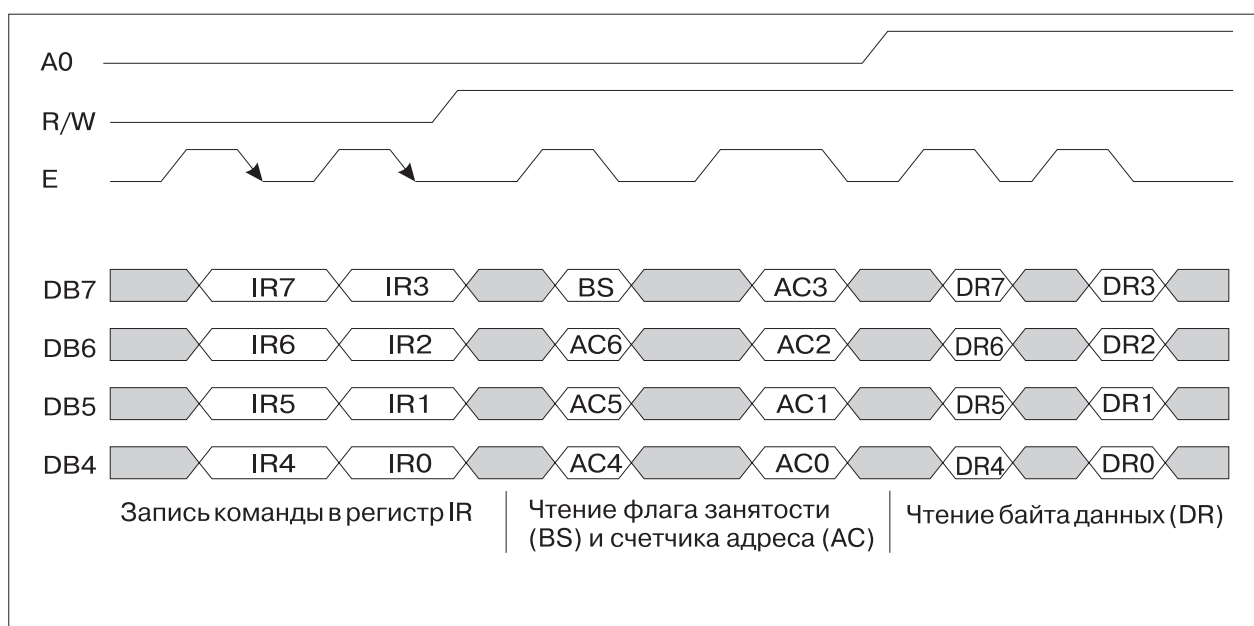 A0
R/W
E
DB7 IR7 IR3 BS AC3 DR7 DR3
DB6 IR6 IR2 AC6 AC2 DR6 DR2
DB5 IR5 IR1 AC5 AC1 DR5 DR1
DB4 IR4 IR0 AC4 AC0 DR4 DR0
Запись команды в регистр IR
Чтение флага занятости
(BS) и счетчика адреса (AC)
Чтение байта данных (DR)